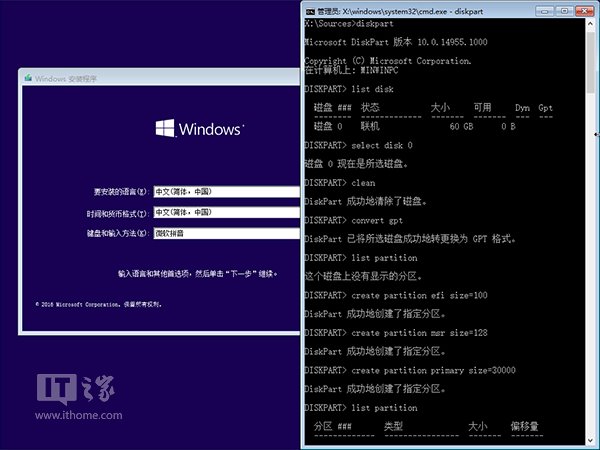 Windows 安装程序
Windows
要安装的语言(E): 中文(简体，中国)
时间和货币格式(T): 中文(简体，中国)
键盘和输入方法(K): 微软拼音
输入语言和其他首选项，然后单击"下一步"继续。
© 2016 Microsoft Corporation。保留所有权利。
IT之家
www.ithome.com
管理员: X:\windows\system32\cmd.exe - diskpart
X:\Sources>diskpart
Microsoft DiskPart 版本 10.0.14955.1000
Copyright (C) Microsoft Corporation.
在计算机上: MINWINPC
DISKPART> list disk
磁盘 ### 状态 大小 可用 Dyn Gpt
-------- ------------- ------- ------- --- ---
磁盘 0 联机 60 GB 0 B
DISKPART> select disk 0
磁盘 0 现在是所选磁盘。
DISKPART> clean
DiskPart 成功地清除了磁盘。
DISKPART> convert gpt
DiskPart 已将所选磁盘成功地转更换为 GPT 格式。
DISKPART> list partition
这个磁盘上没有显示的分区。
DISKPART> create partition efi size=100
DiskPart 成功地创建了指定分区。
DISKPART> create partition msr size=128
DiskPart 成功地创建了指定分区。
DISKPART> create partition primary size=30000
DiskPart 成功地创建了指定分区。
DISKPART> list partition
分区 ### 类型 大小 偏移量
------------- ---------------- ------- -------